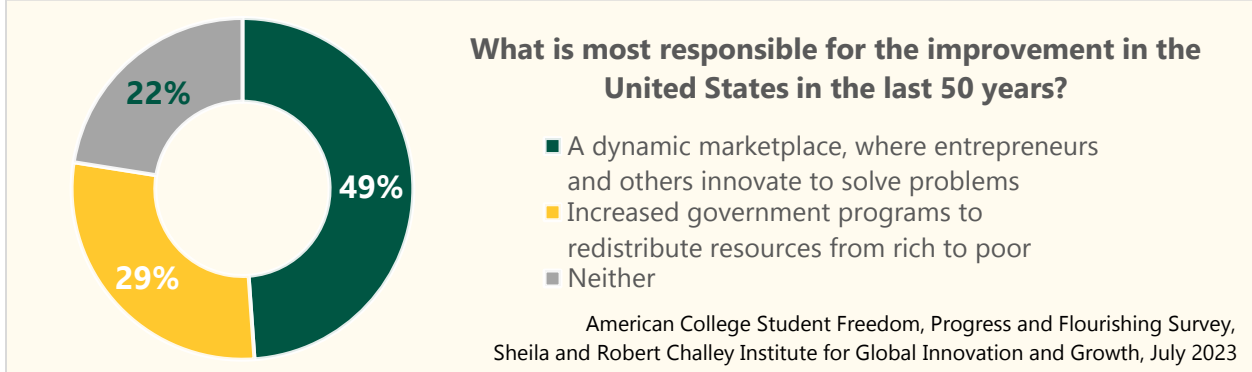 What is most responsible for the improvement in the
United States in the last 50 years?
22%
49%
29%
A dynamic marketplace, where entrepreneurs
and others innovate to solve problems
Increased government programs to
redistribute resources from rich to poor
Neither
American College Student Freedom, Progress and Flourishing Survey,
Sheila and Robert Challey Institute for Global Innovation and Growth, July 2023